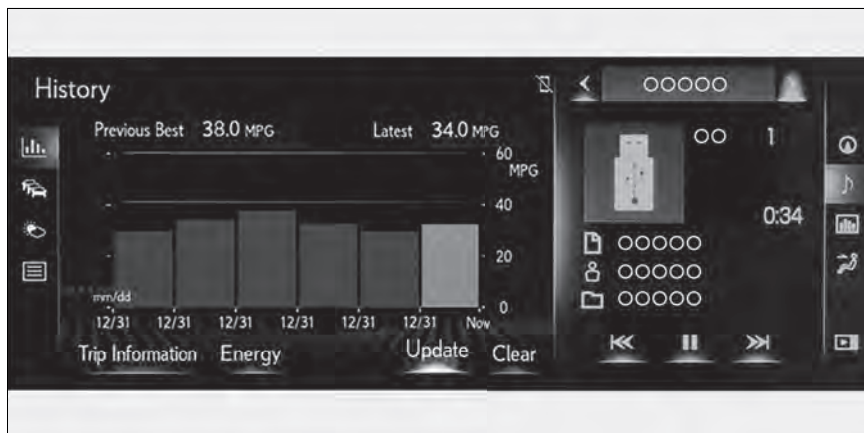 History
Previous Best 38.0 MPG Latest 34.0 MPG
60
MPG
40
20
0
mm/dd
12/31 12/31 12/31 12/31 12/31 12/31 Now
Trip Information Energy Update Clear
OOOOO
OO 1
0:34
OOOOO
OOOOO
OOOOO